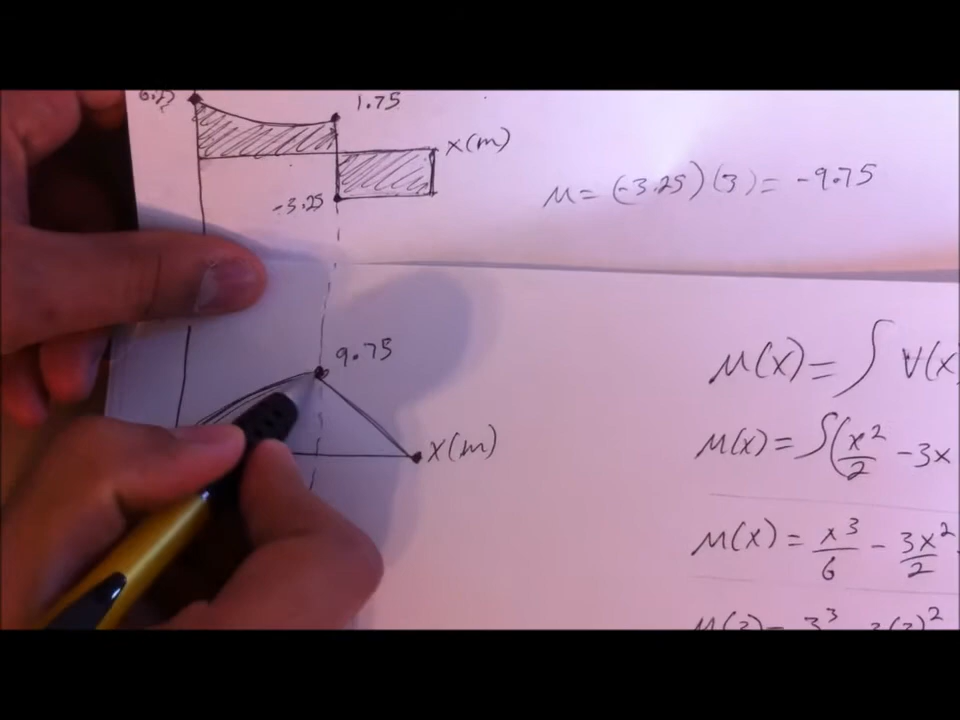 1.75
x(m)
-3.25
M = (-3.25)(3) = -9.75
9.75
x(m)
M(x) = ∫ V(x
M(x) = ∫(x²/2 - 3x
M(x) = x³/6 - 3x²/2